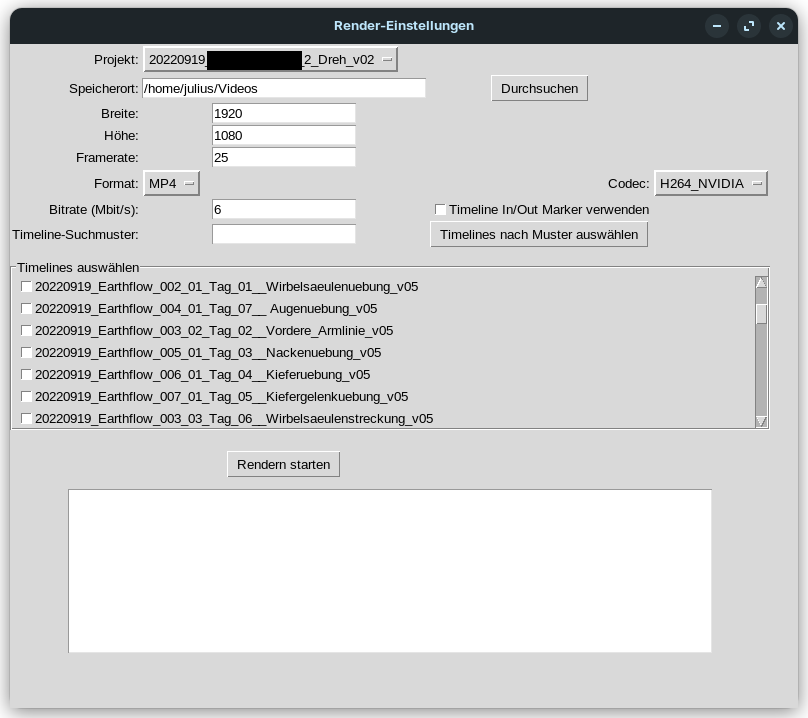 Render-Einstellungen
Projekt: 20220919_ 2_Dreh_v02
Speicherort: /home/julius/Videos Durchsuchen
Breite: 1920
Höhe: 1080
Framerate: 25
Format: MP4 Codec: H264_NVIDIA
Bitrate (Mbit/s): 6 Timeline In/Out Marker verwenden
Timeline-Suchmuster: Timelines nach Muster auswählen
Timelines auswählen
20220919_Earthflow_002_01_Tag_01__Wirbelsaeulenuebung_v05
20220919_Earthflow_004_01_Tag_07__ Augenuebung_v05
20220919_Earthflow_003_02_Tag_02__Vordere_Armlinie_v05
20220919_Earthflow_005_01_Tag_03__Nackenuebung_v05
20220919_Earthflow_006_01_Tag_04__Kieferuebung_v05
20220919_Earthflow_007_01_Tag_05__Kiefergelenkuebung_v05
20220919_Earthflow_003_03_Tag_06__Wirbelsaeulenstreckung_v05
Rendern starten